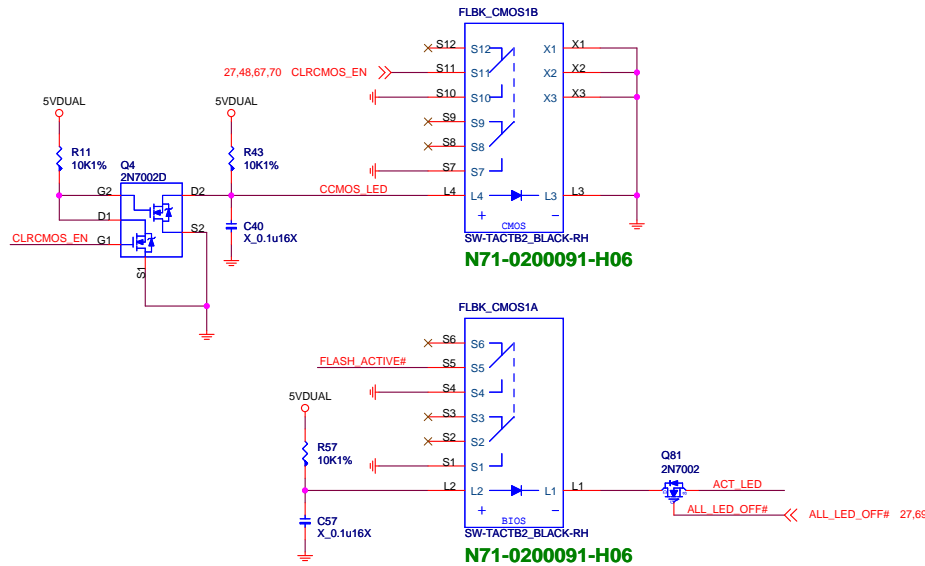 FLBK_CMOS1B
S12 S12 X1 X1
27,48,67,70 CLRCMOS_EN S11 S11 X2 X2
S10 S10 X3 X3
5VDUAL 5VDUAL
S9 S9
S8 S8
R11
10K1%
R43
10K1%
Q4
2N7002D
S7 S7
G2 D2 CCMOS_LED L4 L4 L3 L3
D1
+ −
CMOS
S2
C40
X_0.1u16X
CLRCMOS_EN G1
SW-TACTB2_BLACK-RH
N71-0200091-H06
S1
FLBK_CMOS1A
S6 S6
FLASH_ACTIVE# S5 S5
S4 S4
5VDUAL
S3 S3
S2 S2
R57
10K1%
S1 S1
Q81
2N7002
L2 L2 L1 L1 ACT_LED
+ −
BIOS
ALL_LED_OFF# ALL_LED_OFF# 27,69
C57
X_0.1u16X
SW-TACTB2_BLACK-RH
N71-0200091-H06